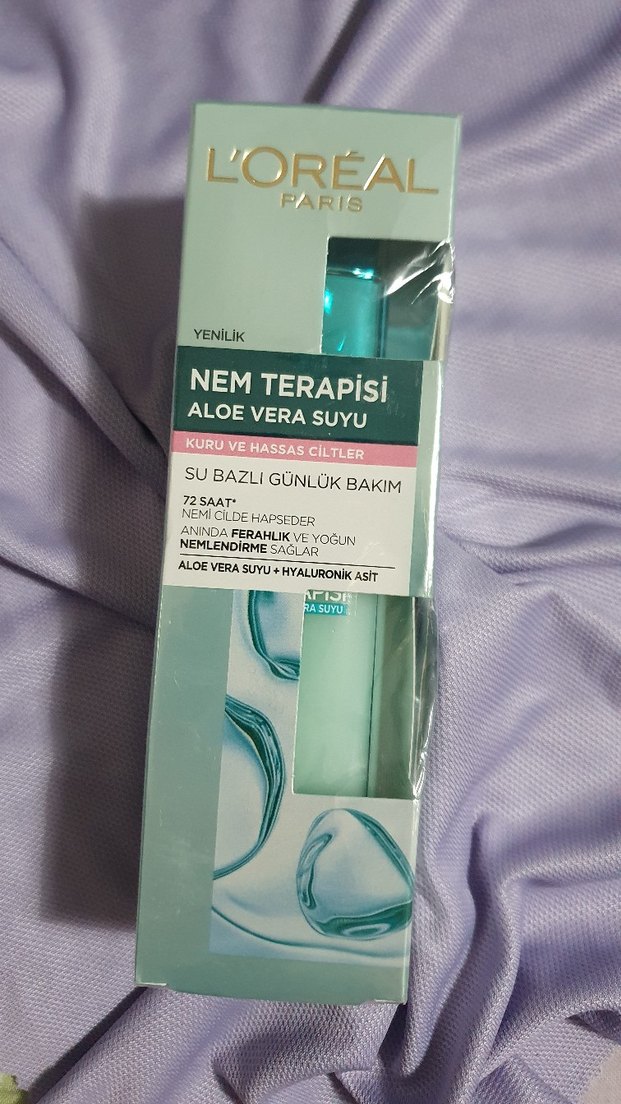 L'ORÉAL
PARIS
YENİLİK
NEM TERAPİSİ
ALOE VERA SUYU
KURU VE HASSAS CİLTLER
SU BAZLI GÜNLÜK BAKIM
72 SAAT*
NEMİ CİLDE HAPSEDER
ANINDA FERAHLIK VE YOĞUN
NEMLENDİRME SAĞLAR
ALOE VERA SUYU + HYALURONİK ASİT
SUYU